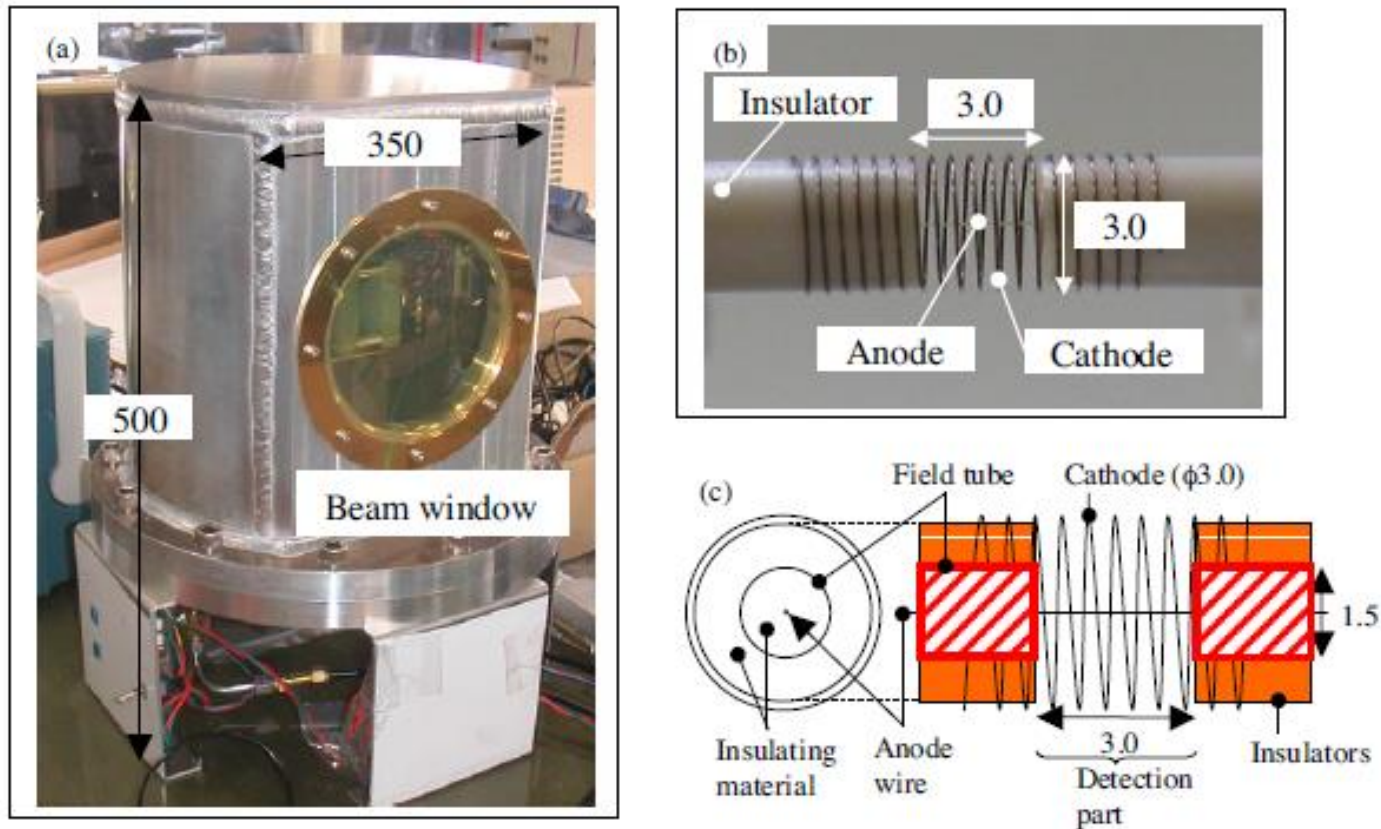 (a)
350
500
Beam window
(b)
Insulator
3.0
3.0
Anode
Cathode
(c)
Field tube
Cathode (ϕ3.0)
1.5
3.0
Insulating
material
Anode
wire
Detection
part
Insulators